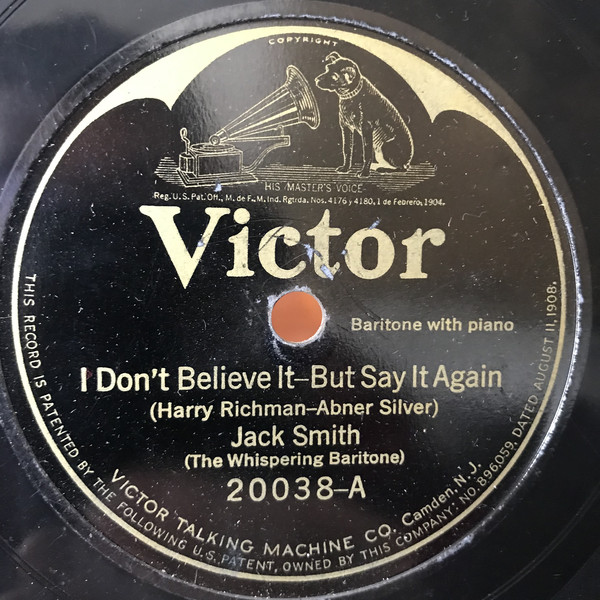 COPYRIGHT
HIS MASTER'S VOICE
Reg. U.S. Pat. Off., M. de F. M. Ind. Rgtrda. Nos. 4176 y 4180, 1 de Febrero, 1904.
Victor
Baritone with piano
I Don't Believe It–But Say It Again
(Harry Richman–Abner Silver)
Jack Smith
(The Whispering Baritone)
20038–A
VICTOR TALKING MACHINE CO. Camden, N.J.
THIS RECORD IS PATENTED BY THE FOLLOWING U.S. PATENT, OWNED BY THIS COMPANY: NO. 896,059, DATED AUGUST 11, 1908.